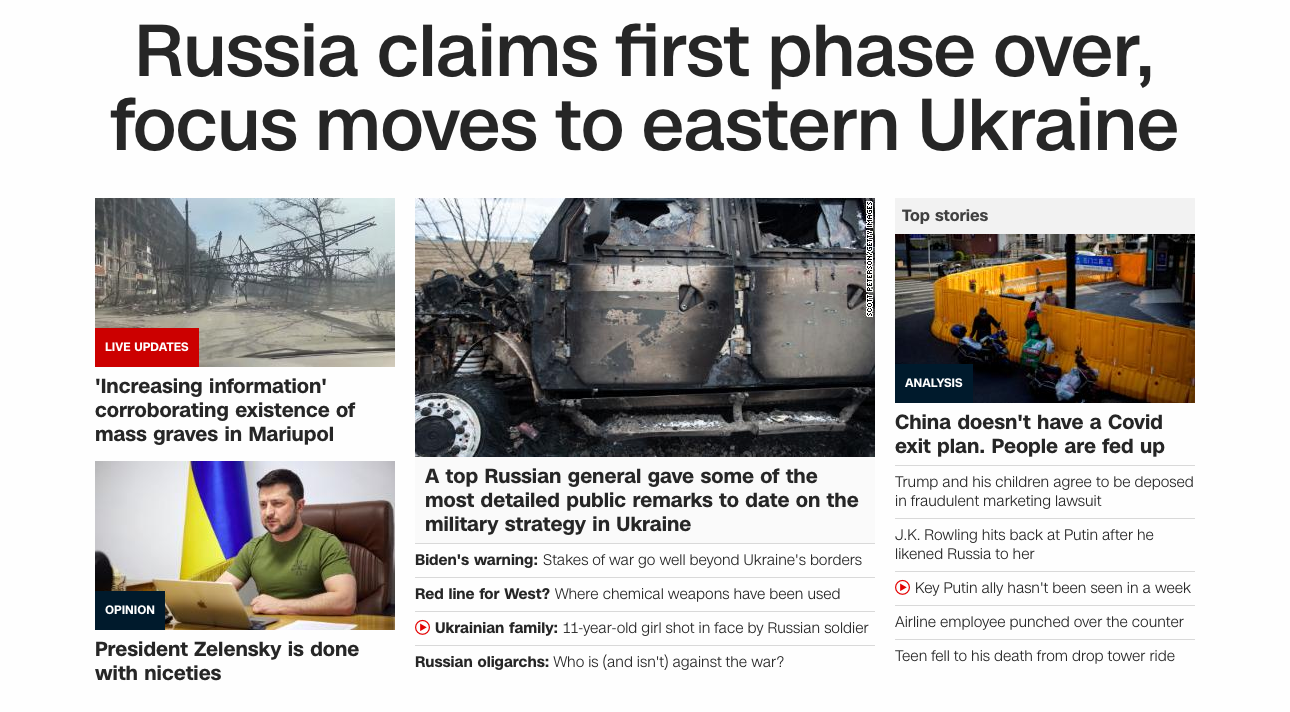 Russia claims first phase over,
focus moves to eastern Ukraine
LIVE UPDATES
'Increasing information'
corroborating existence of
mass graves in Mariupol
OPINION
President Zelensky is done
with niceties
SCOTT PETERSON/GETTY IMAGES
A top Russian general gave some of the
most detailed public remarks to date on the
military strategy in Ukraine
Biden's warning: Stakes of war go well beyond Ukraine's borders
Red line for West? Where chemical weapons have been used
Ukrainian family: 11-year-old girl shot in face by Russian soldier
Russian oligarchs: Who is (and isn't) against the war?
Top stories
ANALYSIS
China doesn't have a Covid
exit plan. People are fed up
Trump and his children agree to be deposed
in fraudulent marketing lawsuit
J.K. Rowling hits back at Putin after he
likened Russia to her
Key Putin ally hasn't been seen in a week
Airline employee punched over the counter
Teen fell to his death from drop tower ride